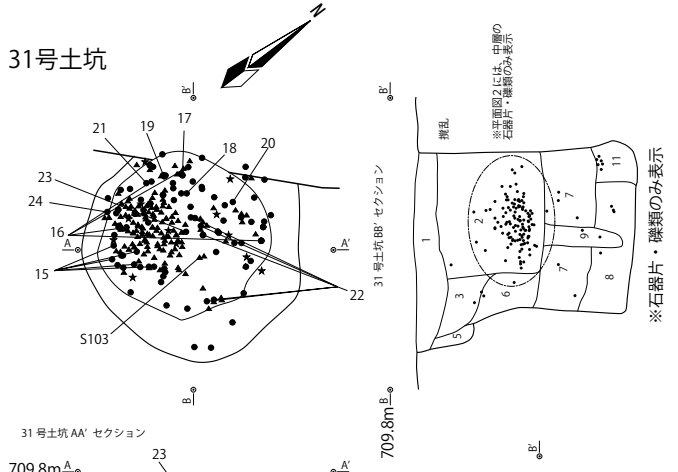 N
31号土坑
B'
17
19
21
18
20
23
24
16
A
A'
15
22
S103
B
31 号土坑 AA' セクション
23
709.8m
A
A'
B'
撹乱
※平面図 2 には、中層の
石器片・礫類のみ表示
31 号土坑 BB' セクション
1
2
3
5
6
7
7
8
9
11
B
709.8m
B'
※石器片・礫類のみ表示